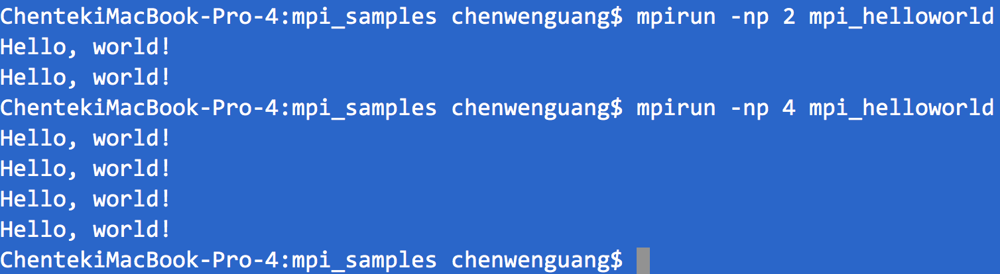 ChentekiMacBook-Pro-4:mpi_samples chenwenguang$ mpirun -np 2 mpi_helloworld
Hello, world!
Hello, world!
ChentekiMacBook-Pro-4:mpi_samples chenwenguang$ mpirun -np 4 mpi_helloworld
Hello, world!
Hello, world!
Hello, world!
Hello, world!
ChentekiMacBook-Pro-4:mpi_samples chenwenguang$